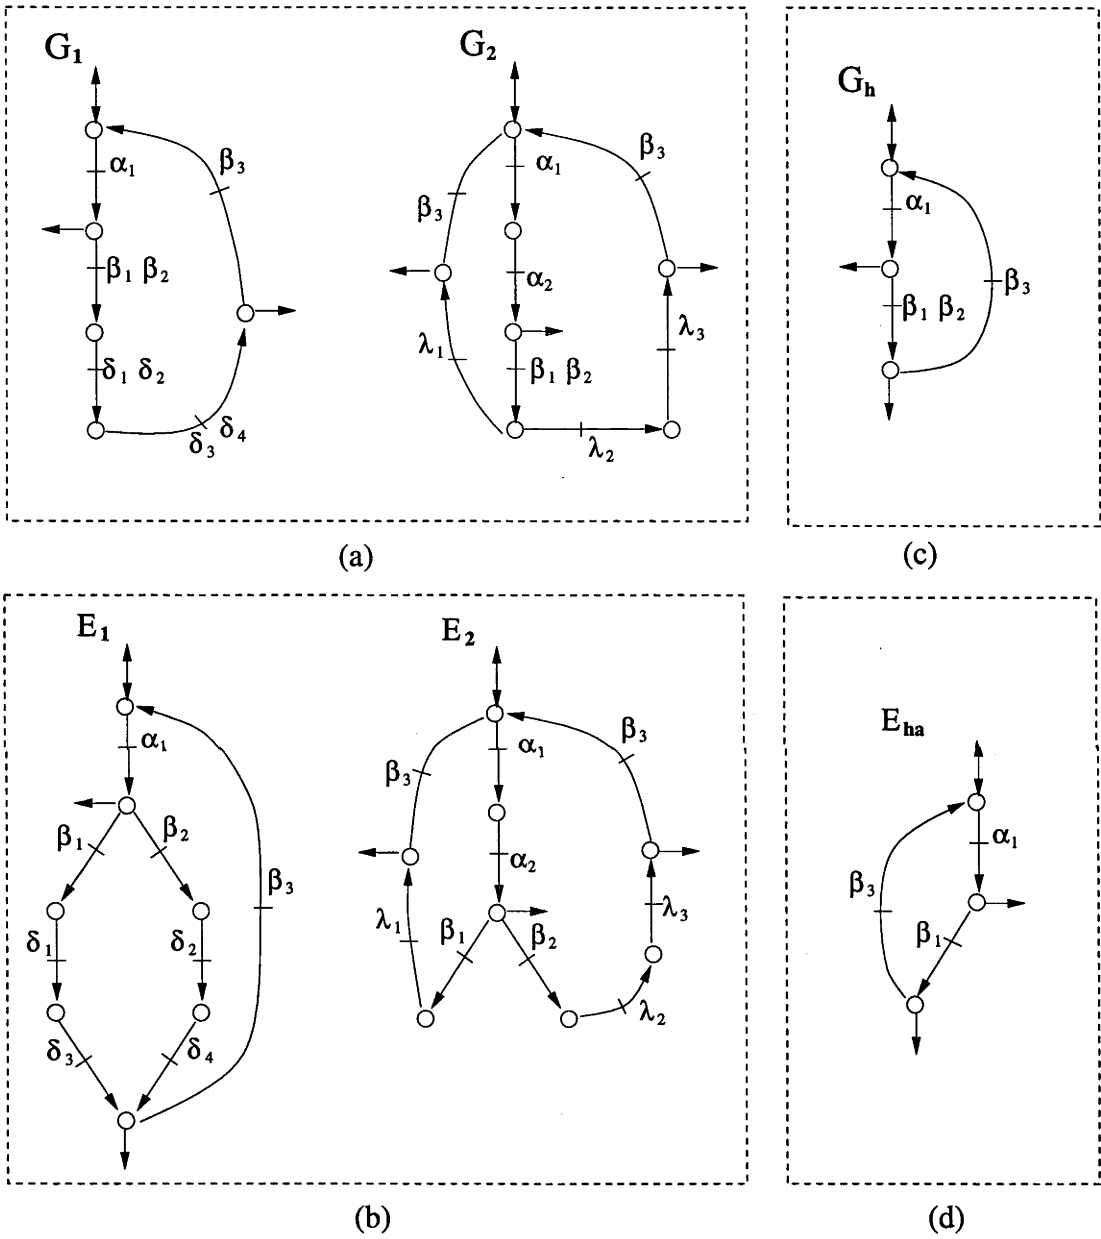 G₁
α₁
β₃
β₁ β₂
δ₁ δ₂
δ₃ δ₄
G₂
α₁
β₃
β₃
α₂
λ₁
λ₃
β₁ β₂
λ₂
(a)
Gₕ
α₁
β₁ β₂
β₃
(c)
E₁
α₁
β₁
β₂
β₃
δ₁
δ₂
δ₃
δ₄
E₂
α₁
β₃
β₃
α₂
λ₁
β₁
β₂
λ₃
λ₂
(b)
Eₕₐ
α₁
β₃
β₁
(d)